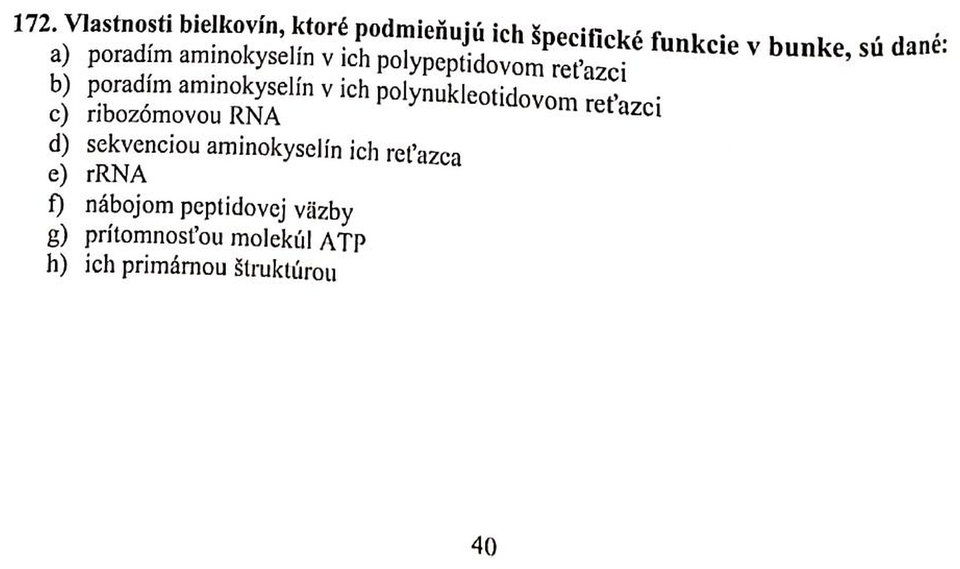 172. Vlastnosti bielkovín, ktoré podmieňujú ich špecifické funkcie v bunke, sú dané:
a) poradím aminokyselín v ich polypeptidovom reťazci
b) poradím aminokyselín v ich polynukleotidovom reťazci
c) ribozómovou RNA
d) sekvenciou aminokyselín ich reťazca
e) rRNA
f) nábojom peptidovej väzby
g) prítomnosťou molekúl ATP
h) ich primárnou štruktúrou
40